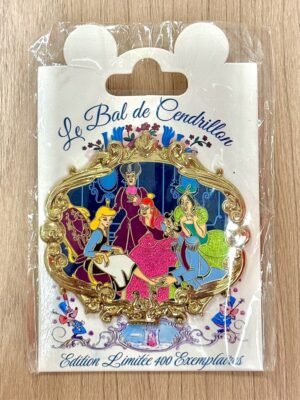 Le Bal de Cendrillon
Edition Limitée 400 Exemplaires